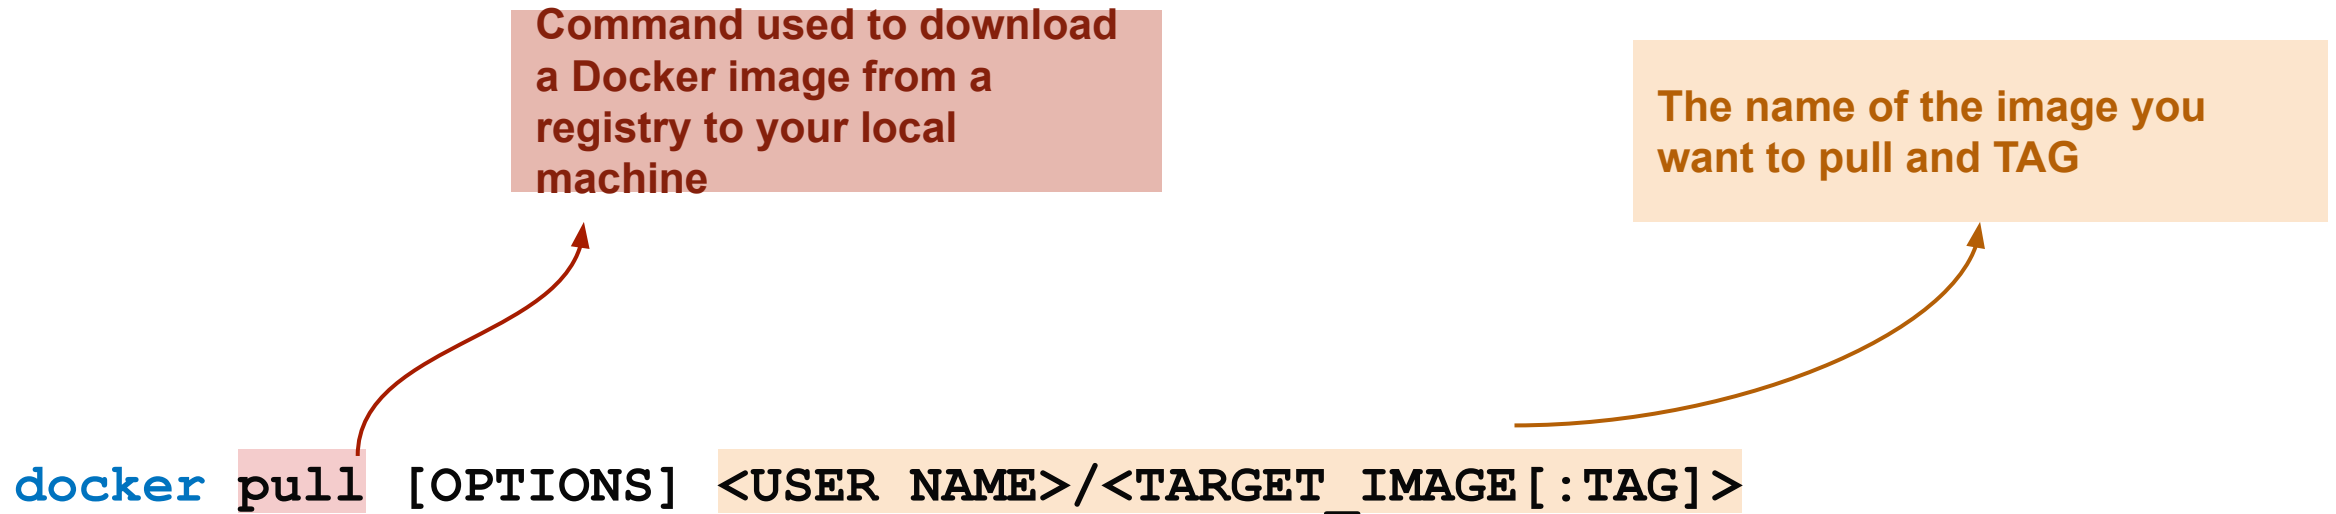 Command used to download
a Docker image from a
registry to your local
machine
The name of the image you
want to pull and TAG
docker pull [OPTIONS] <USER NAME>/<TARGET_IMAGE[:TAG]>